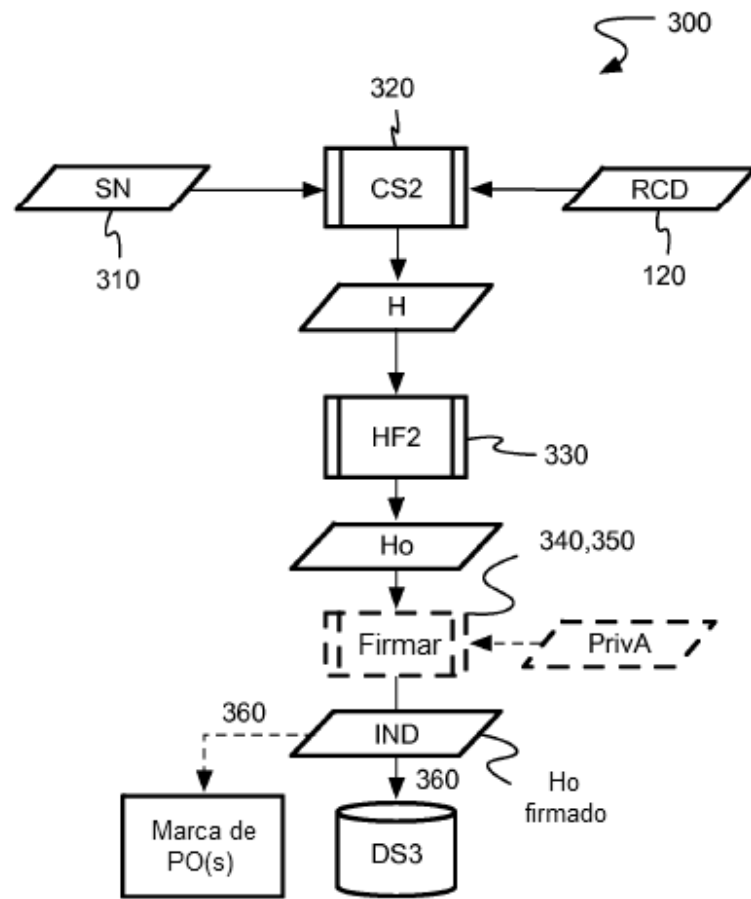 300
320
SN
CS2
RCD
310
120
H
HF2
330
Ho
340,350
Firmar
PrivA
360
IND
360
Ho
firmado
Marca de
PO(s)
DS3